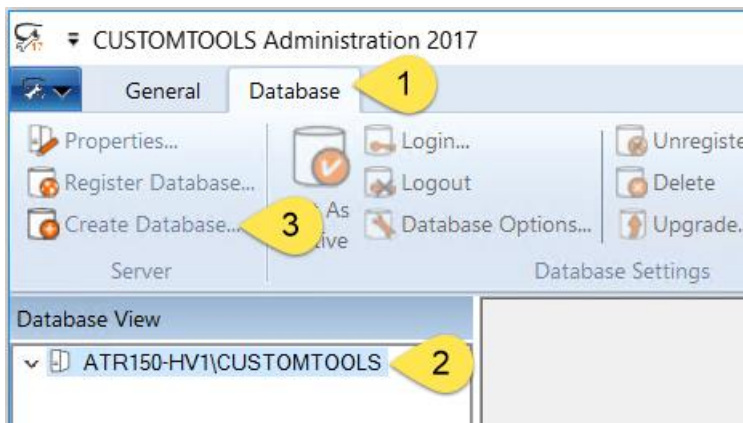 CUSTOMTOOLS Administration 2017
General Database 1
Properties... Login...
Register Database... Logout Delete
Create Database... 3 As Database Options... Upgrade.
Server Database Settings
Database View
ATR150-HV1\CUSTOMTOOLS 2